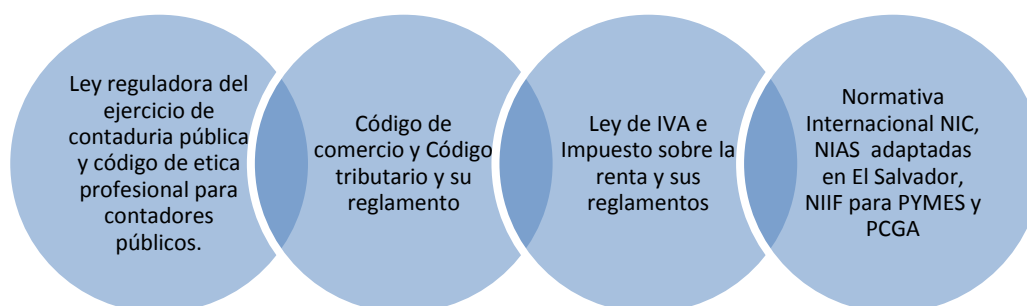 Ley reguladora del
ejercicio de
contaduria pública
y código de etica
profesional para
contadores
públicos.
Código de
comercio y Código
tributario y su
reglamento
Ley de IVA e
Impuesto sobre la
renta y sus
reglamentos
Normativa
Internacional NIC,
NIAS adaptadas
en El Salvador,
NIIF para PYMES y
PCGA